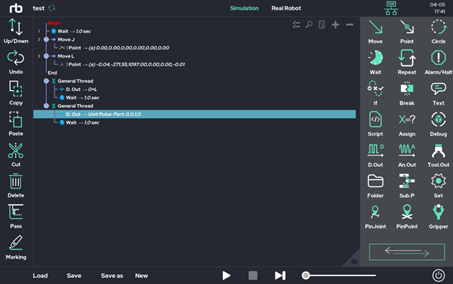 rb
test
Simulation
Real Robot
04-05
17:41
Up/Down
Undo
Copy
Paste
Cut
Delete
Pass
Marking
Begin
1
Wait → 1.0 sec
2
Move J
Point → (a) 0.00,0.00,0.00,0.00,0.00,0.00
3
Move L
Point → (a) -0.04,-271.55,1097.00,0.00,0.00,-0.01
End
General Thread
D. Out → 0=L
Wait → 1.0 sec
General Thread
D. Out → Unit Pulse: Port: 0,0,1.0
Wait → 1.0 sec
Move
Point
Circle
Wait
Repeat
Alarm/Halt
If
Break
Text
Script
Assign
Debug
D.Out
An.Out
Tool.Out
Folder
Sub.P
Set
PinJoint
PinPoint
Gripper
Load
Save
Save as
New